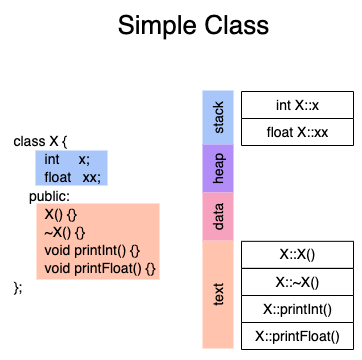 Simple Class
class X {
int x;
float xx;
public:
X() {}
~X() {}
void printInt() {}
void printFloat() {}
};
stack
heap
data
text
int X::x
float X::xx
X::X()
X::~X()
X::printInt()
X::printFloat()